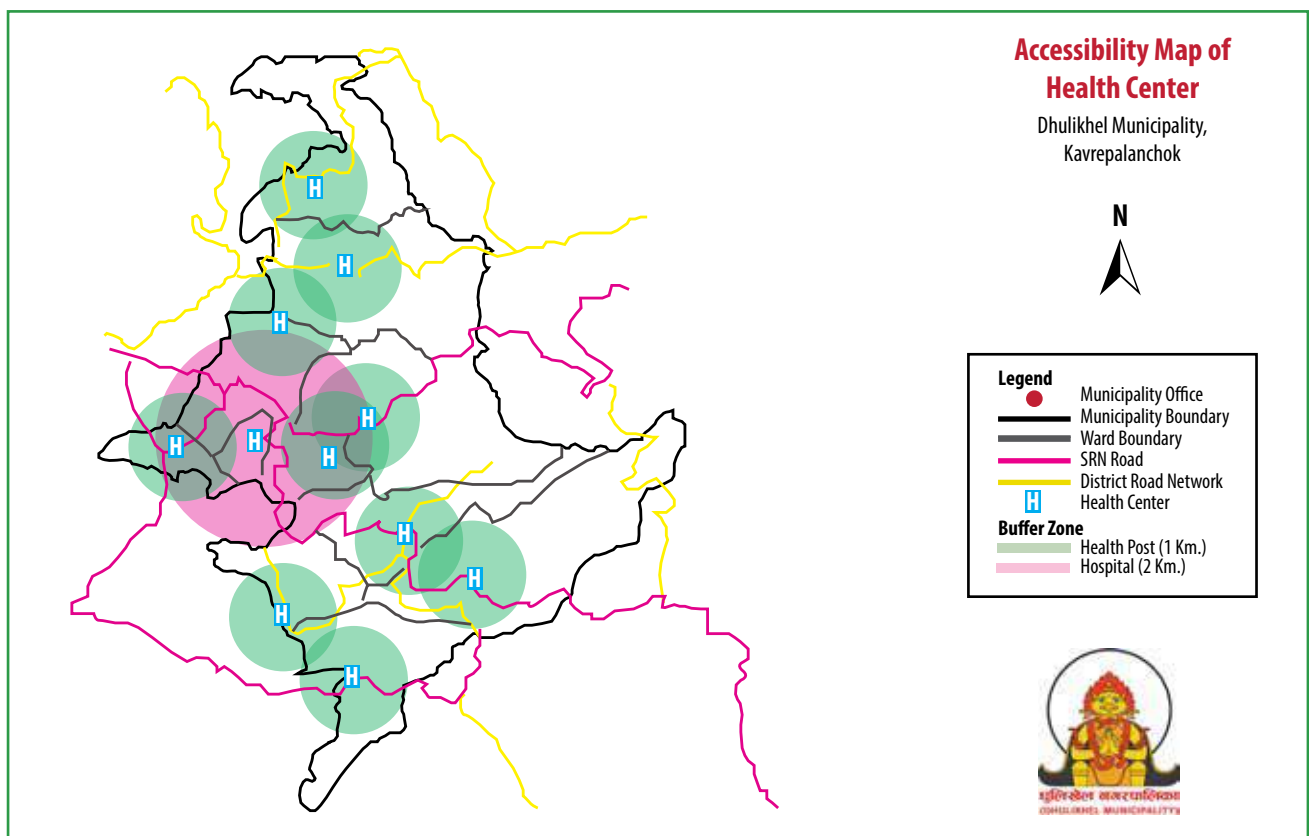 Accessibility Map of
Health Center
Dhulikhel Municipality,
Kavrepalanchok
N
H
H
H
H
H
H
H
H
H
H
H
Legend
Municipality Office
Municipality Boundary
Ward Boundary
SRN Road
District Road Network
H Health Center
Buffer Zone
Health Post (1 Km.)
Hospital (2 Km.)
धुलिखेल नगरपालिका
DHULIKHEL MUNICIPALITY